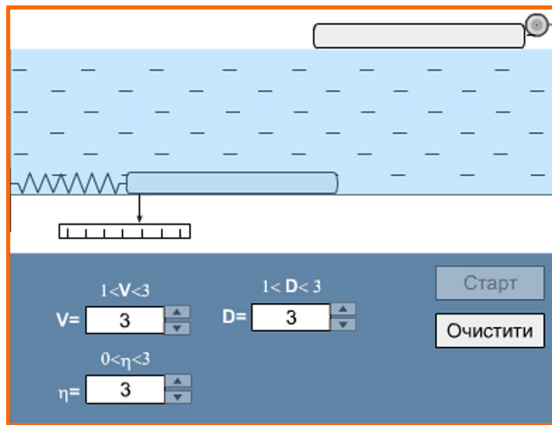 1<V<3
1< D< 3
Старт
V=
3
D=
3
Очистити
0<η<3
η=
3